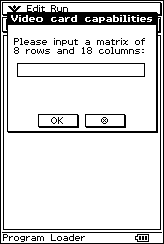 Edit Run
Video card capabilities
Please input a matrix of
8 rows and 18 columns:
OK
Program Loader